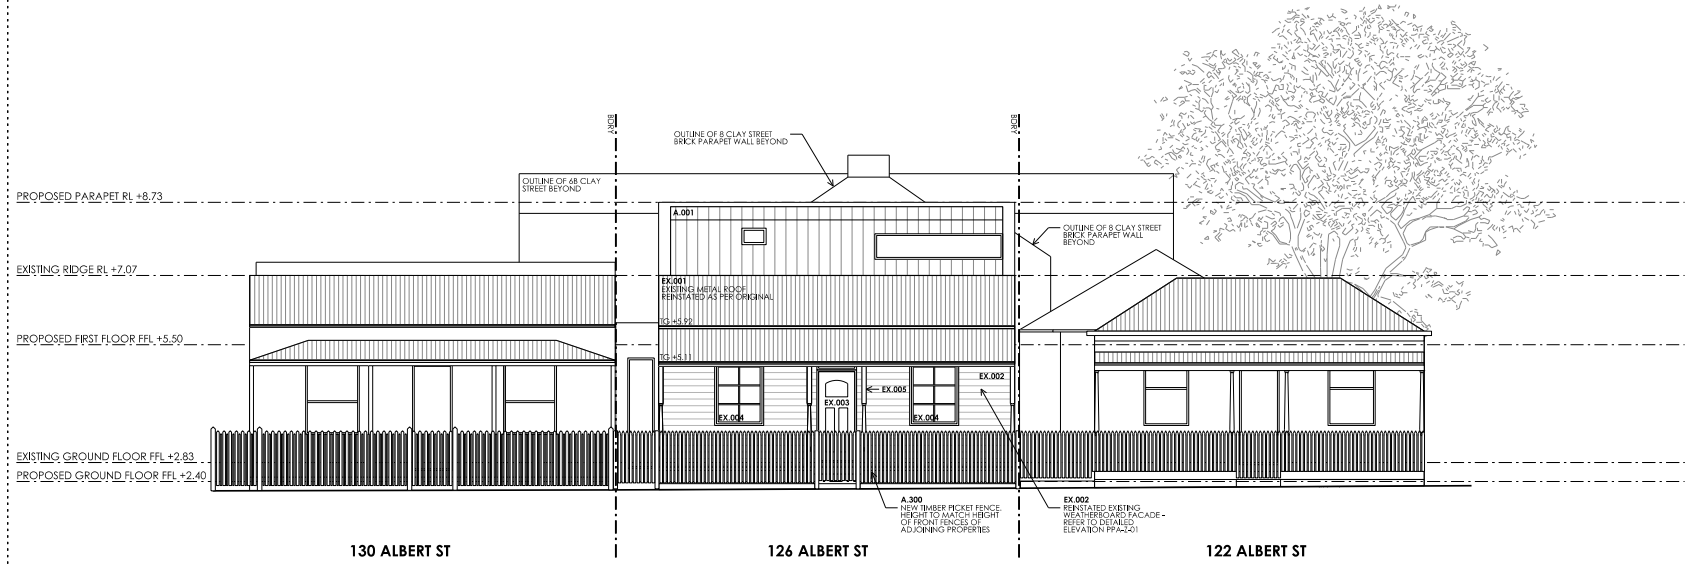 BDRY
BDRY
OUTLINE OF 8 CLAY STREET
BRICK PARAPET WALL BEYOND
OUTLINE OF 6B CLAY
STREET BEYOND
PROPOSED PARAPET RL +8.73
A.001
OUTLINE OF 8 CLAY STREET
BRICK PARAPET WALL
BEYOND
EXISTING RIDGE RL +7.07
EX.001
EXISTING METAL ROOF
REINSTATED AS PER ORIGINAL
TG +5.92
PROPOSED FIRST FLOOR FFL +5.50
TG +5.11
EX.002
EX.005
EX.003
EX.004
EX.004
EXISTING GROUND FLOOR FFL +2.83
PROPOSED GROUND FLOOR FFL +2.40
A.300
NEW TIMBER PICKET FENCE.
HEIGHT TO MATCH HEIGHT
OF FRONT FENCES OF
ADJOINING PROPERTIES
EX.002
REINSTATED EXISTING
WEATHERBOARD FACADE -
REFER TO DETAILED
ELEVATION PPA-2-01
130 ALBERT ST
126 ALBERT ST
122 ALBERT ST